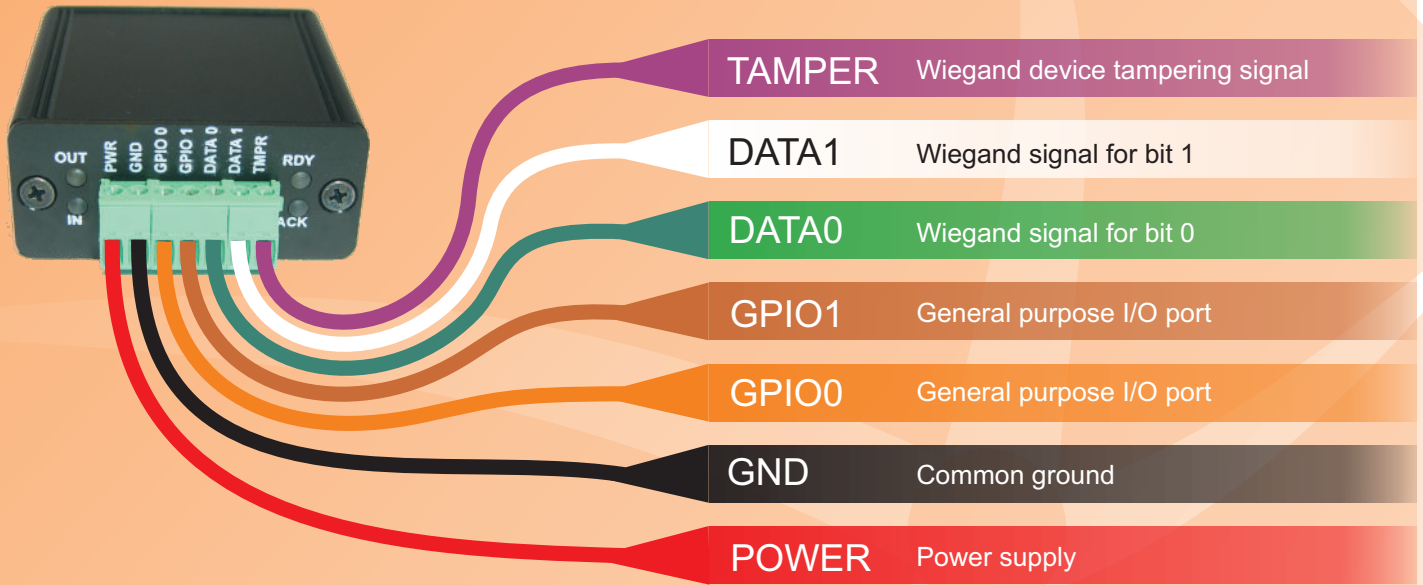 OUT
IN
PWR
GND
GPIO 0
GPIO 1
DATA 0
DATA 1
TMPR
RDY
ACK
TAMPER Wiegand device tampering signal
DATA1 Wiegand signal for bit 1
DATA0 Wiegand signal for bit 0
GPIO1 General purpose I/O port
GPIO0 General purpose I/O port
GND Common ground
POWER Power supply